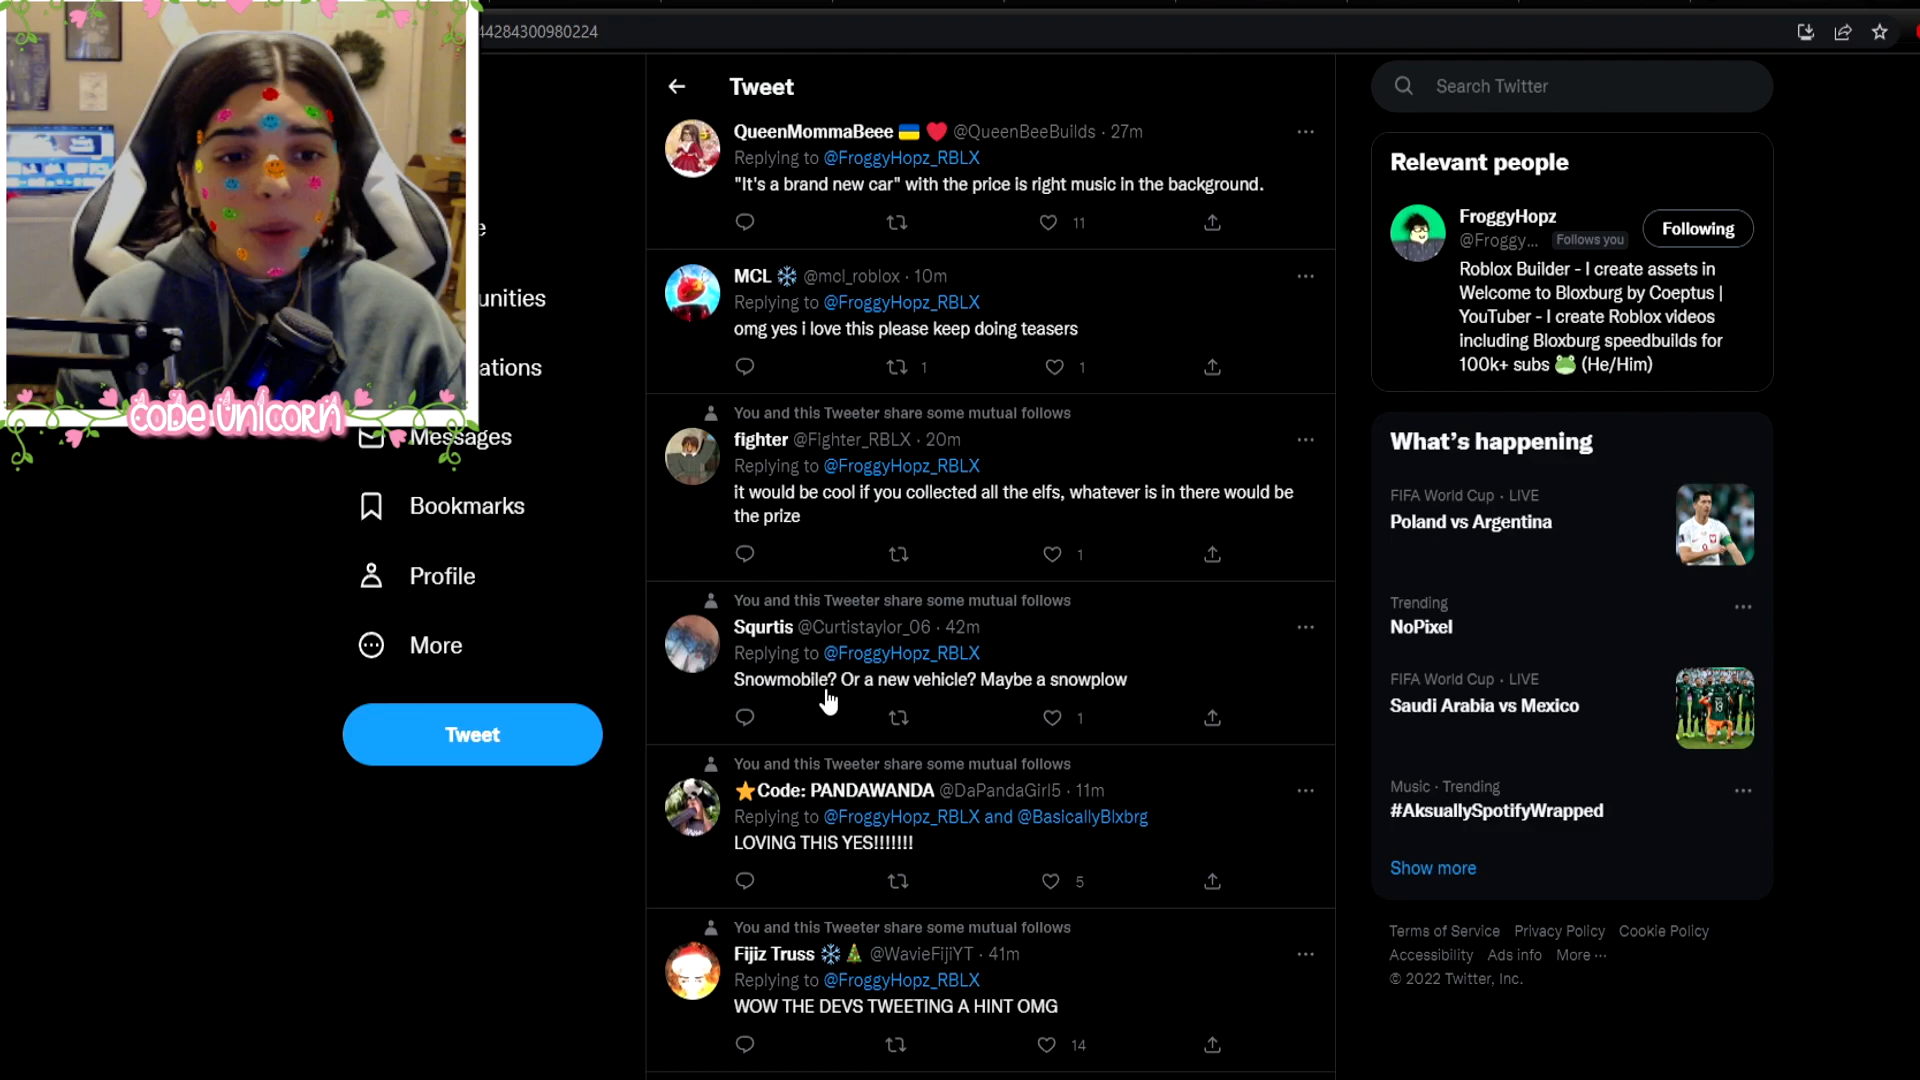 44284300980224
Tweet
Search Twitter
QueenMommaBeee 🇺🇦 ❤️ @QueenBeeBuilds · 27m
Replying to @FroggyHopz_RBLX
"It's a brand new car" with the price is right music in the background.
11
MCL ❄️ @mcl_roblox · 10m
Replying to @FroggyHopz_RBLX
omg yes i love this please keep doing teasers
1 1
You and this Tweeter share some mutual follows
fighter @Fighter_RBLX · 20m
Replying to @FroggyHopz_RBLX
it would be cool if you collected all the elfs, whatever is in there would be
the prize
1
You and this Tweeter share some mutual follows
Squrtis @Curtistaylor_06 · 42m
Replying to @FroggyHopz_RBLX
Snowmobile? Or a new vehicle? Maybe a snowplow
1
You and this Tweeter share some mutual follows
⭐Code: PANDAWANDA @DaPandaGirl5 · 11m
Replying to @FroggyHopz_RBLX and @BasicallyBlxbrg
LOVING THIS YES!!!!!!!
5
You and this Tweeter share some mutual follows
Fijiz Truss ❄️🎄 @WavieFijiYT · 41m
Replying to @FroggyHopz_RBLX
WOW THE DEVS TWEETING A HINT OMG
14
CODE UNICORN
e
unities
ations
Messages
Bookmarks
Profile
More
Tweet
Relevant people
FroggyHopz
@Froggy... Follows you
Following
Roblox Builder - I create assets in
Welcome to Bloxburg by Coeptus |
YouTuber - I create Roblox videos
including Bloxburg speedbuilds for
100k+ subs 🐸 (He/Him)
What's happening
FIFA World Cup · LIVE
Poland vs Argentina
Trending
NoPixel
FIFA World Cup · LIVE
Saudi Arabia vs Mexico
Music · Trending
#AksuallySpotifyWrapped
Show more
Terms of Service Privacy Policy Cookie Policy
Accessibility Ads info More ···
© 2022 Twitter, Inc.